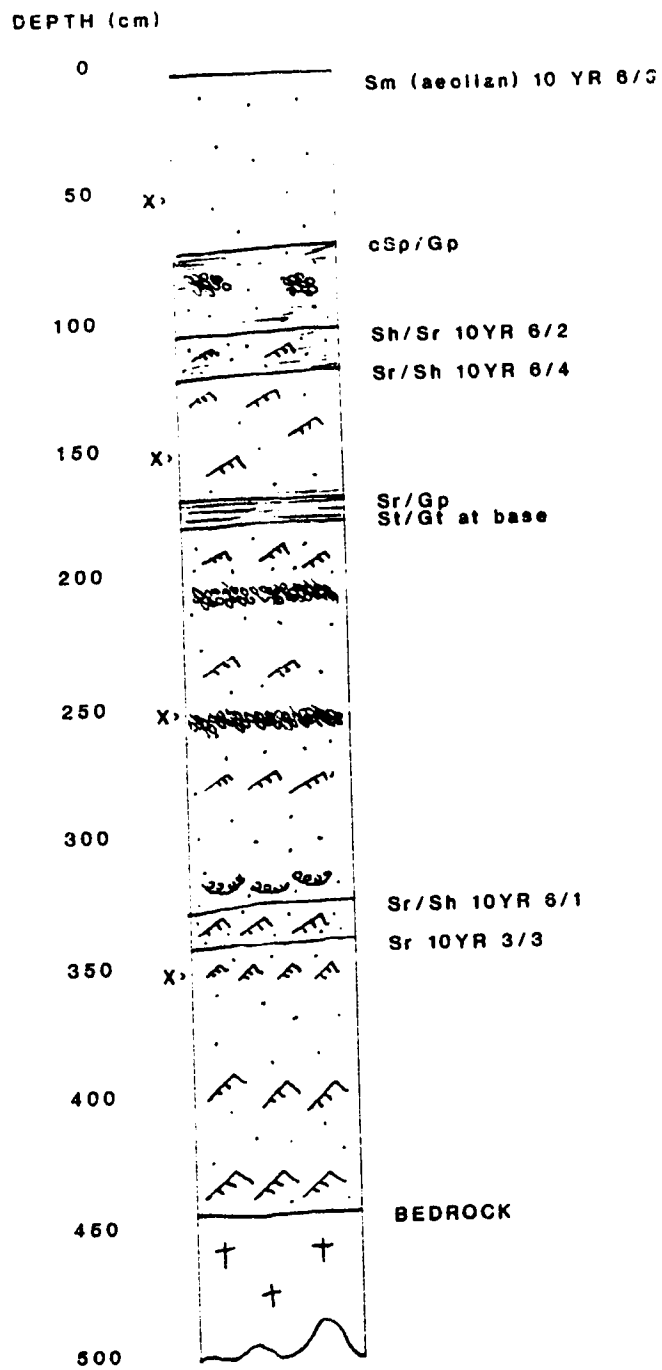 DEPTH (cm)
0
Sm (aeolian) 10 YR
50
X
cSp/Gp
100
Sh/Sr 10YR 6/2
Sr/Sh 10YR 6/4
150
X
Sr/Gp
St/Gt at base
200
250
X
300
Sr/Sh 10YR 6/1
Sr 10YR 3/3
350
X
400
450
BEDROCK
500